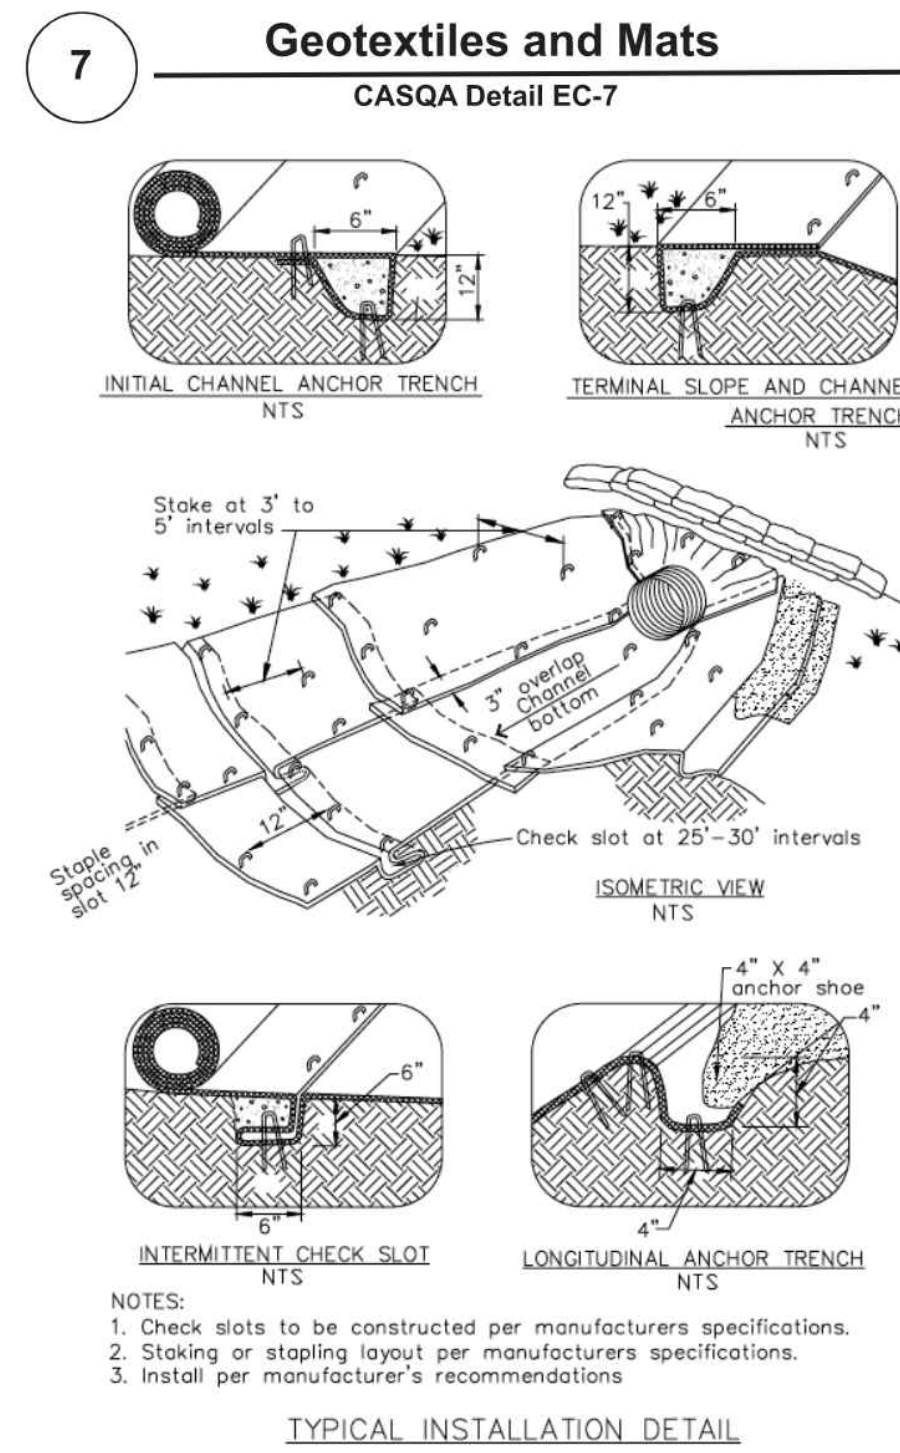 7
Geotextiles and Mats
CASQA Detail EC-7
6"
12"
INITIAL CHANNEL ANCHOR TRENCH
NTS
12"
6"
TERMINAL SLOPE AND CHANNE
ANCHOR TRENCH
NTS
Stake at 3' to
5' intervals
3" overlap
Channel
bottom
12"
Staple
spacing in
slot 12"
Check slot at 25'-30' intervals
ISOMETRIC VIEW
NTS
6"
6"
INTERMITTENT CHECK SLOT
NTS
4" X 4"
anchor shoe
4"
4"
LONGITUDINAL ANCHOR TRENCH
NTS
NOTES:
1. Check slots to be constructed per manufacturers specifications.
2. Staking or stapling layout per manufacturers specifications.
3. Install per manufacturer's recommendations
TYPICAL INSTALLATION DETAIL